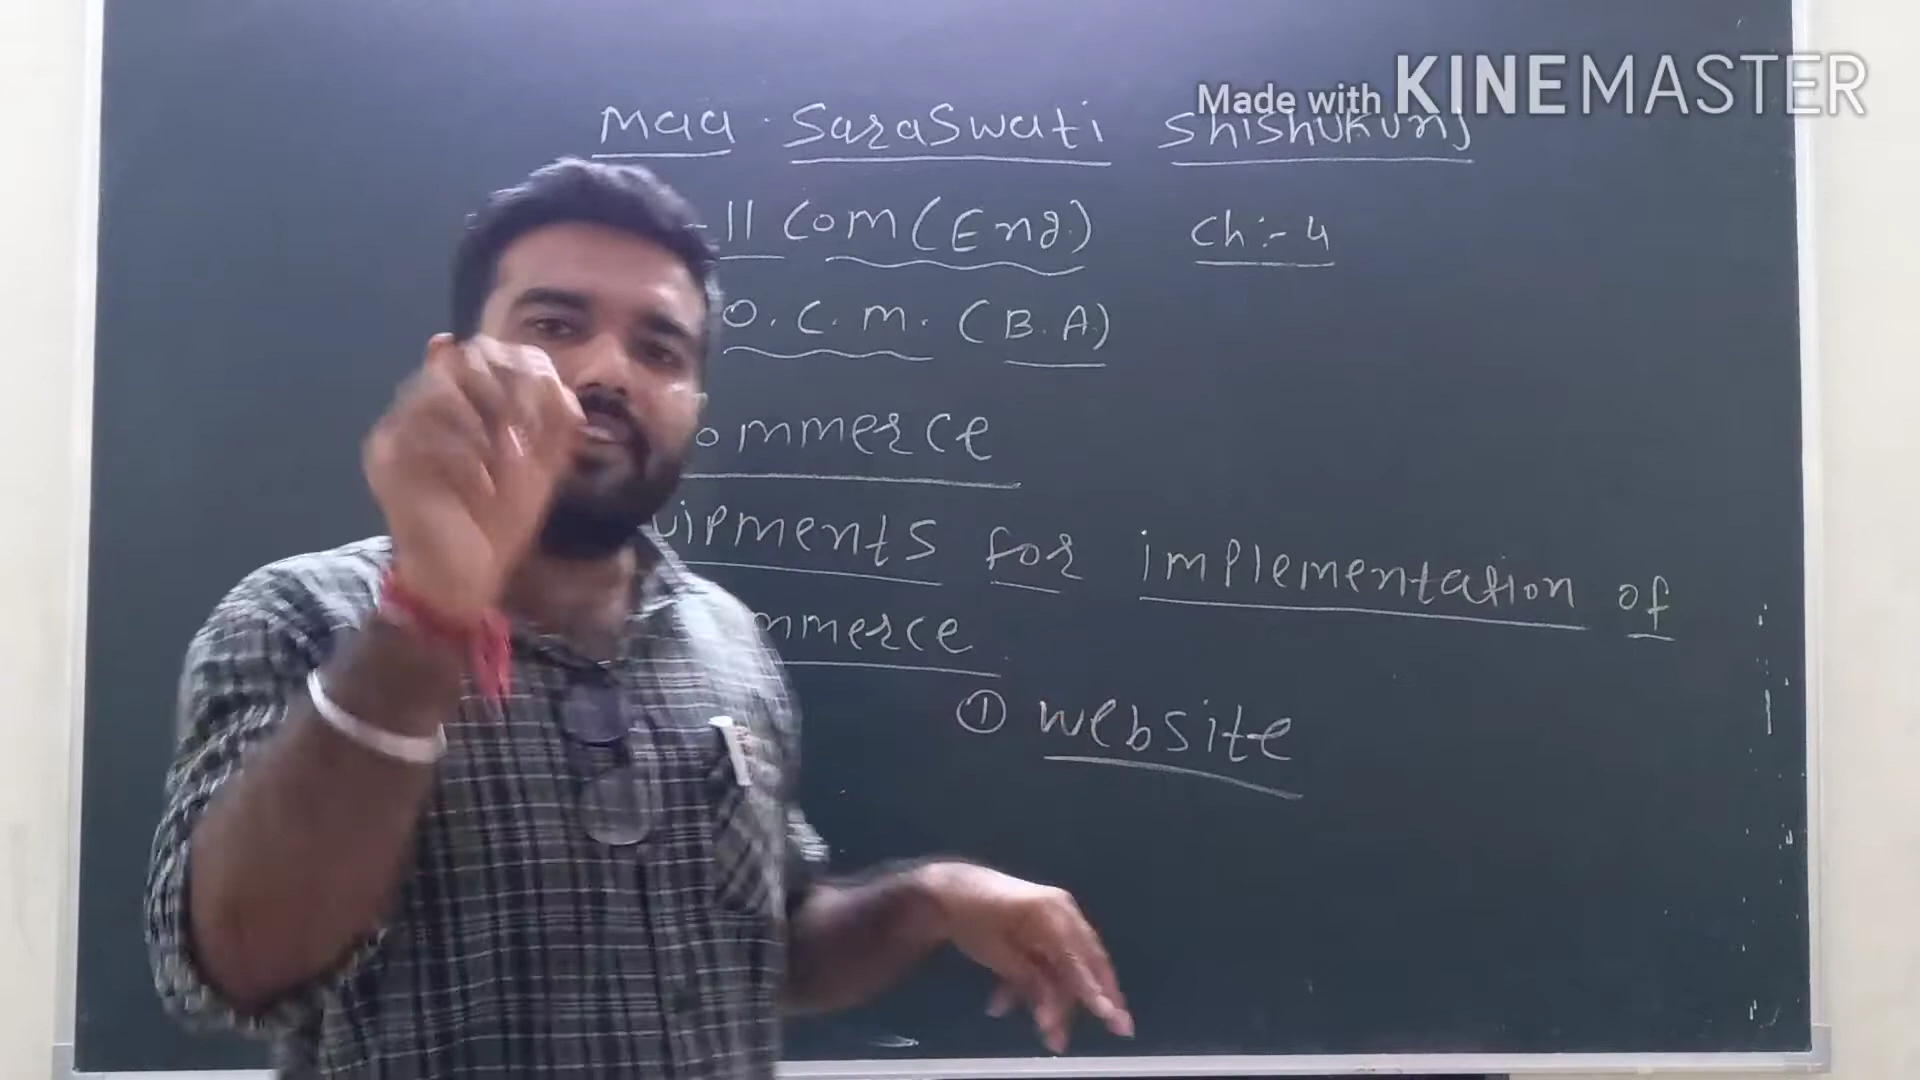 Made with KINEMASTER
Maa Saraswati Shishukunj
-11 Com (Eng.) Ch:- 4
O.C.M. (B.A)
ommerce
uipments for implementation of
mmerce
① Website